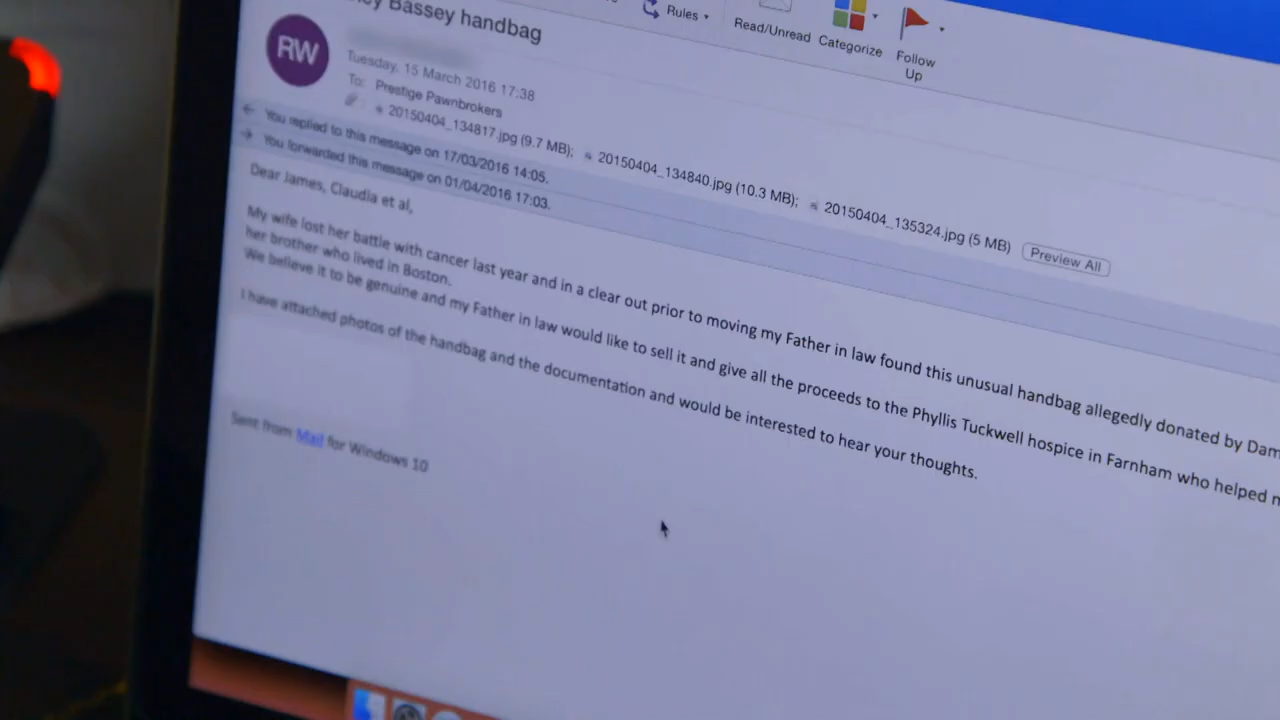 Bassey handbag
Rules
Read/Unread
Categorize
Follow
Up
RW
Tuesday, 15 March 2016 17:38
To: Prestige Pawnbrokers
20150404_134817.jpg (9.7 MB); 20150404_134840.jpg (10.3 MB); 20150404_135324.jpg (5 MB) Preview All
You replied to this message on 17/03/2016 14:05.
You forwarded this message on 01/04/2016 17:03.
Dear James, Claudia et al,
My wife lost her battle with cancer last year and in a clear out prior to moving my Father in law found this unusual handbag allegedly donated by Dam
her brother who lived in Boston.
We believe it to be genuine and my Father in law would like to sell it and give all the proceeds to the Phyllis Tuckwell hospice in Farnham who helped
I have attached photos of the handbag and the documentation and would be interested to hear your thoughts.
Sent from Mail for Windows 10